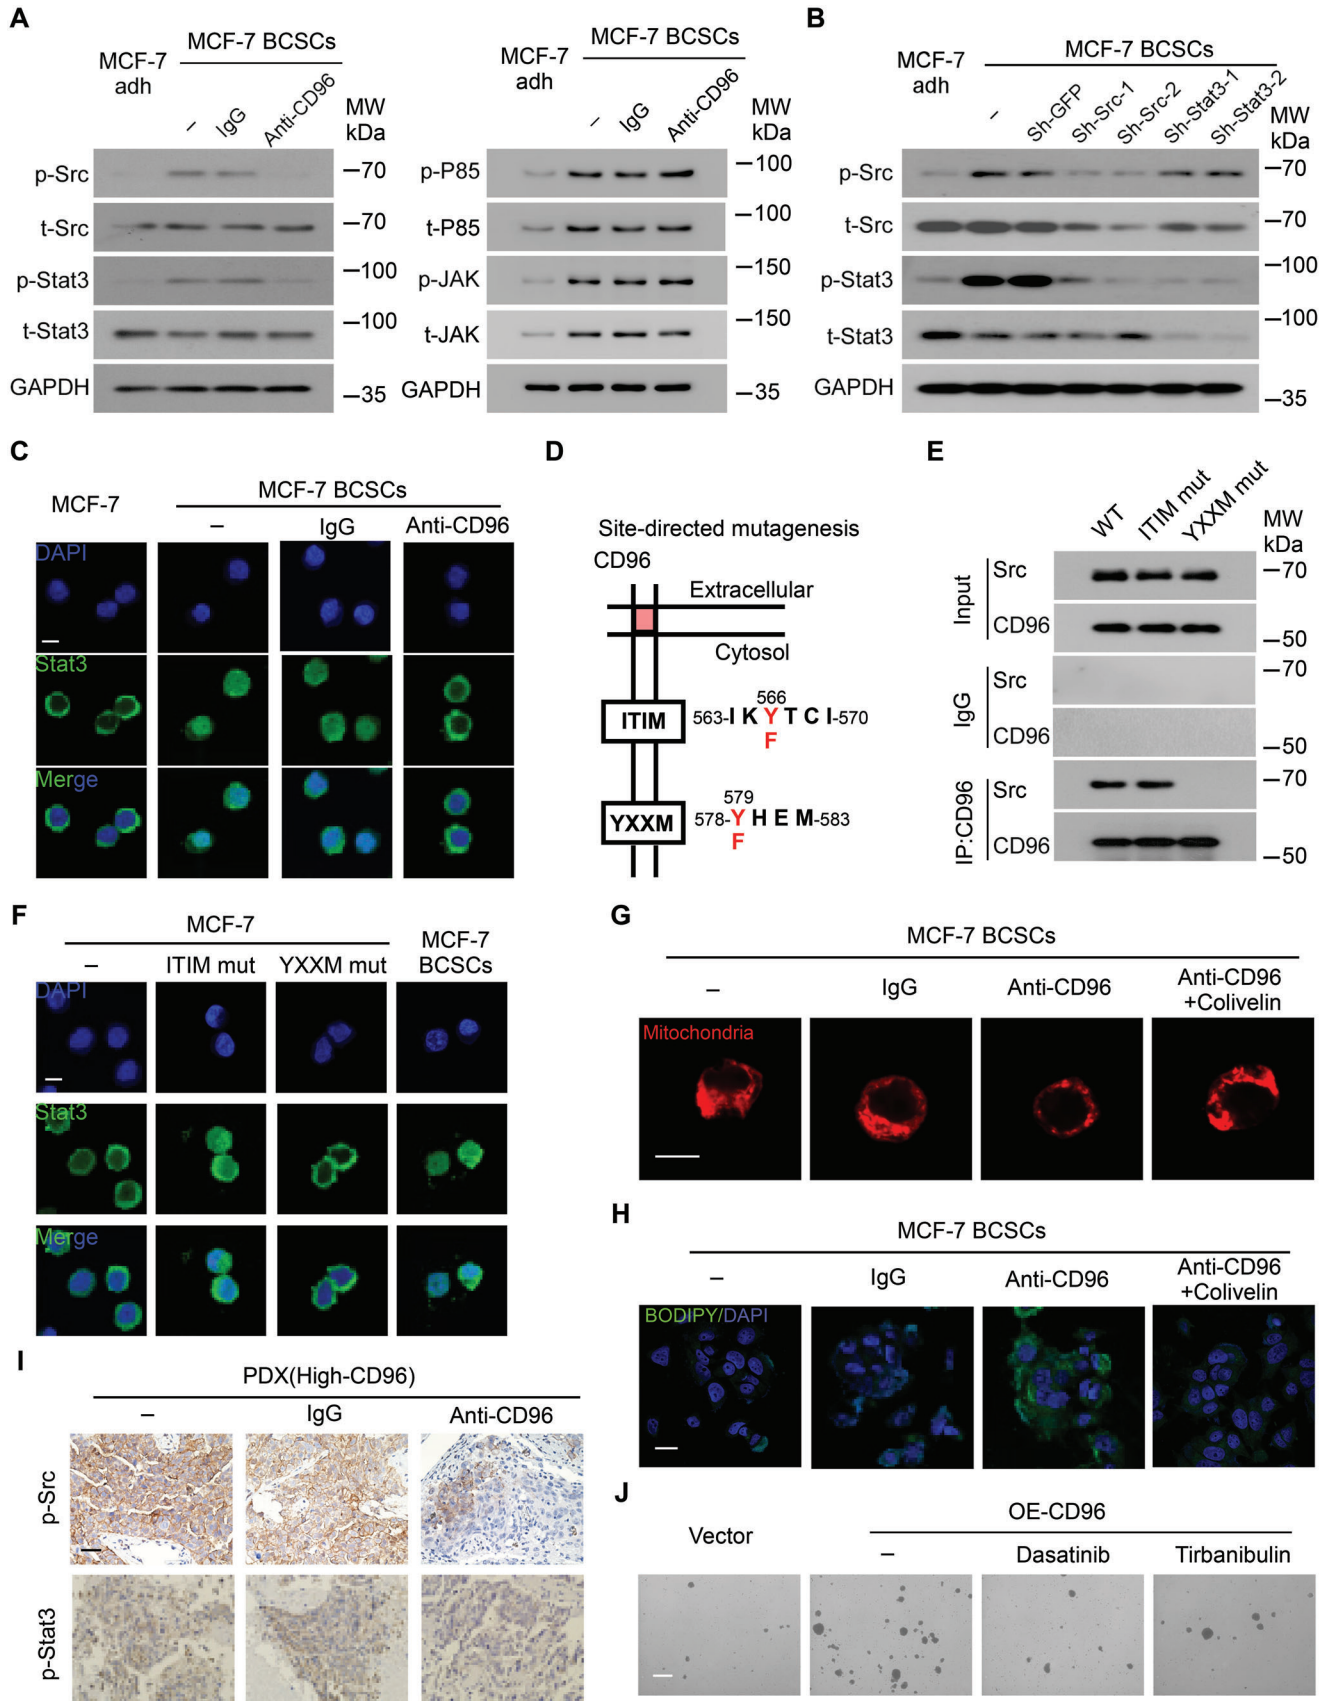 A
MCF-7 adh
MCF-7 BCSCs
– IgG Anti-CD96
MW kDa
p-Src –70
t-Src –70
p-Stat3 –100
t-Stat3 –100
GAPDH –35
MCF-7 adh
MCF-7 BCSCs
– IgG Anti-CD96
MW kDa
p-P85 –100
t-P85 –100
p-JAK –150
t-JAK –150
GAPDH –35
B
MCF-7 adh
MCF-7 BCSCs
– Sh-GFP Sh-Src-1 Sh-Src-2 Sh-Stat3-1 Sh-Stat3-2
MW kDa
p-Src –70
t-Src –70
p-Stat3 –100
t-Stat3 –100
GAPDH –35
C
MCF-7
MCF-7 BCSCs
– IgG Anti-CD96
DAPI
Stat3
Merge
D
Site-directed mutagenesis
CD96
Extracellular
Cytosol
566
ITIM 563-I K Y T C I-570
F
579
YXXM 578-Y H E M-583
F
E
WT ITIM mut YXXM mut
MW kDa
Input
Src –70
CD96 –50
IgG
Src –70
CD96 –50
IP:CD96
Src –70
CD96 –50
F
MCF-7
– ITIM mut YXXM mut
MCF-7 BCSCs
DAPI
Stat3
Merge
G
MCF-7 BCSCs
– IgG Anti-CD96 Anti-CD96 +Colivelin
Mitochondria
H
MCF-7 BCSCs
– IgG Anti-CD96 Anti-CD96 +Colivelin
BODIPY/DAPI
I
PDX(High-CD96)
– IgG Anti-CD96
p-Src
p-Stat3
J
Vector
OE-CD96
– Dasatinib Tirbanibulin